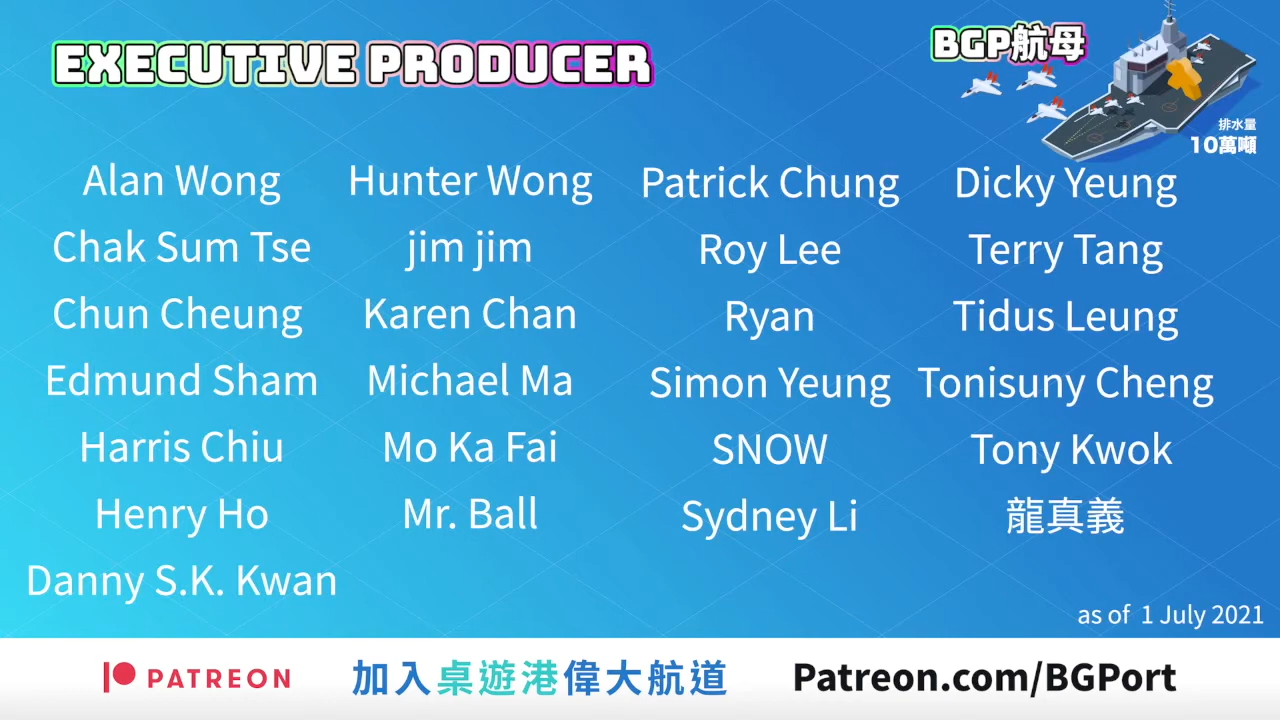 EXECUTIVE PRODUCER
BGP航母
排水量
10萬噸
Alan Wong
Chak Sum Tse
Chun Cheung
Edmund Sham
Harris Chiu
Henry Ho
Danny S.K. Kwan
Hunter Wong
jim jim
Karen Chan
Michael Ma
Mo Ka Fai
Mr. Ball
Patrick Chung
Roy Lee
Ryan
Simon Yeung
SNOW
Sydney Li
Dicky Yeung
Terry Tang
Tidus Leung
Tonisuny Cheng
Tony Kwok
龍真義
as of 1 July 2021
PATREON
加入桌遊港偉大航道
Patreon.com/BGPort